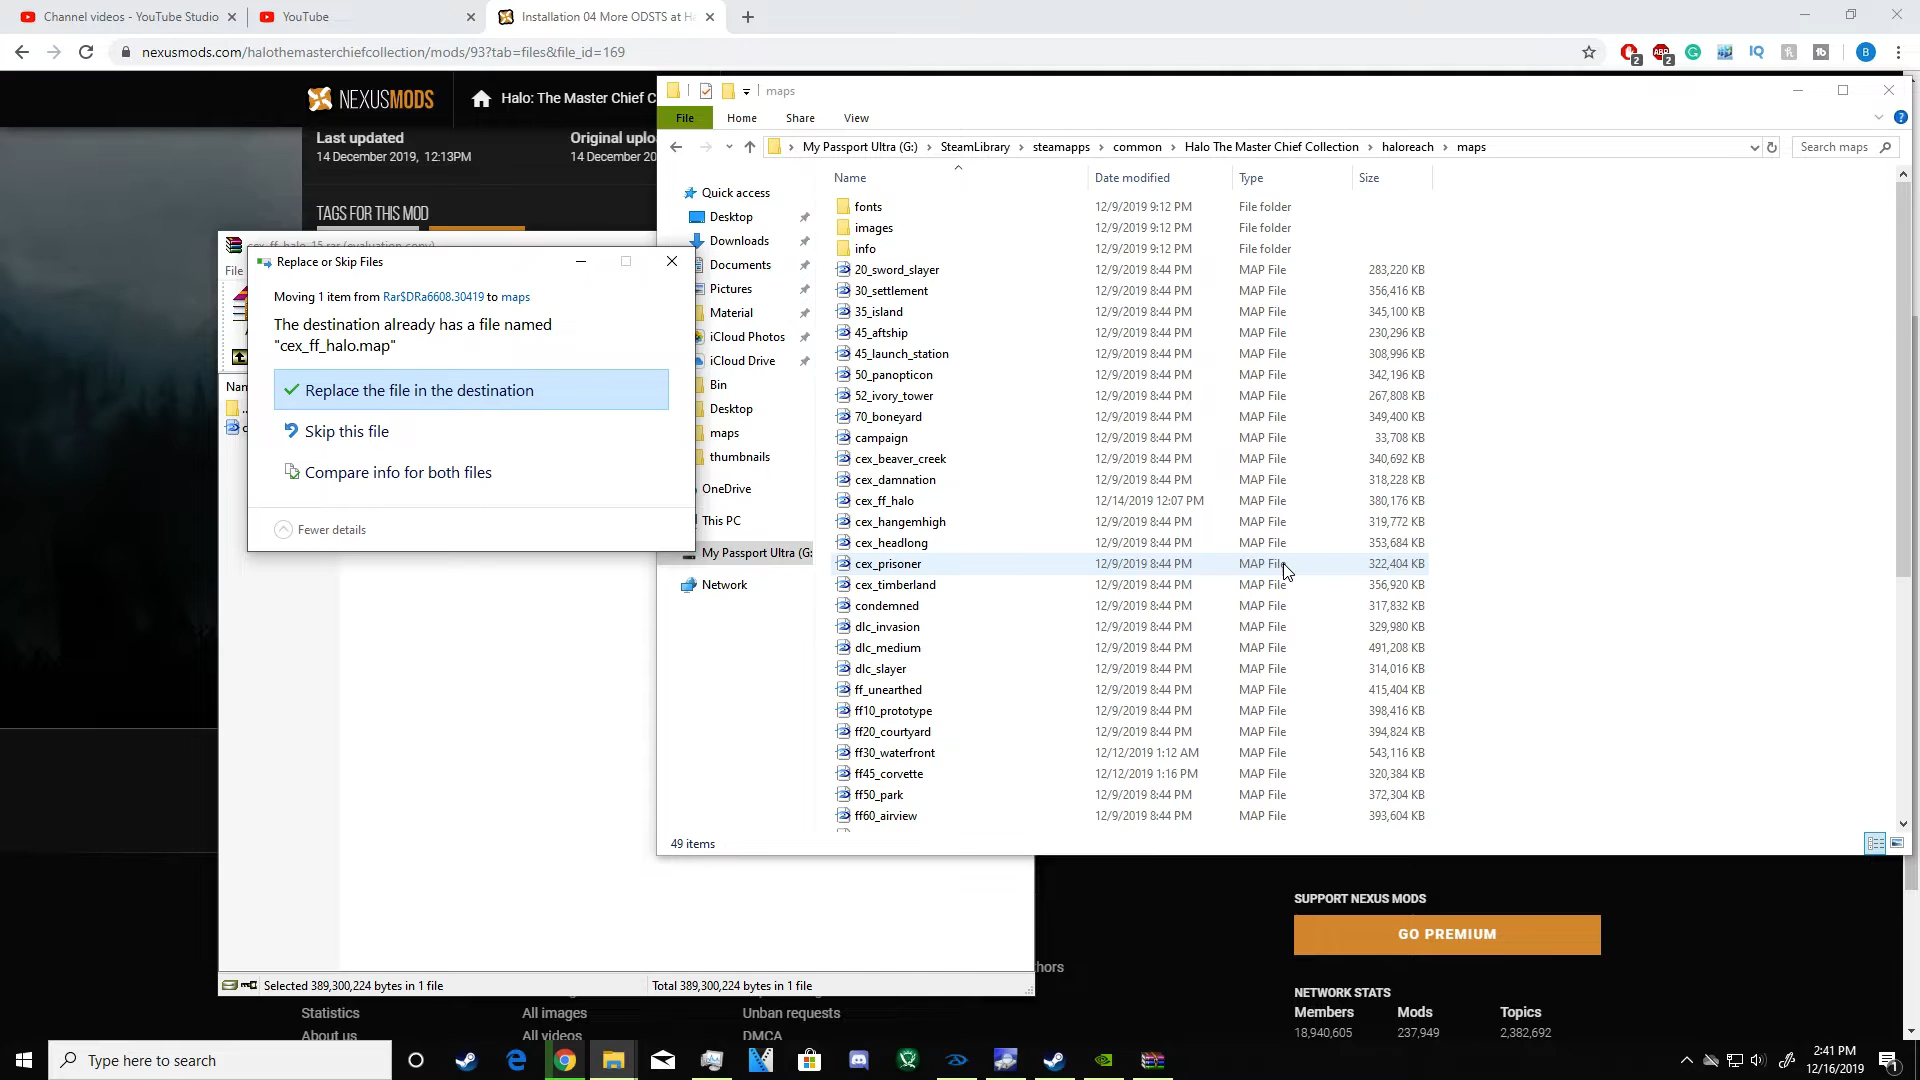 Channel videos - YouTube Studio
YouTube
Installation 04 More ODSTS at H
nexusmods.com/halothemasterchiefcollection/mods/93?tab=files&file_id=169
2
2
IQ
B
NEXUSMODS
Halo: The Master Chief C
Last updated
14 December 2019, 12:13PM
Original uplo
14 December 20
TAGS FOR THIS MOD
cex_ff_halo_15.rar (evaluation copy)
File
Nam
..
c
Replace or Skip Files
Moving 1 item from Rar$DRa6608.30419 to maps
The destination already has a file named
"cex_ff_halo.map"
Replace the file in the destination
Skip this file
Compare info for both files
Fewer details
Selected 389,300,224 bytes in 1 file
Total 389,300,224 bytes in 1 file
maps
File
Home
Share
View
My Passport Ultra (G:) > SteamLibrary > steamapps > common > Halo The Master Chief Collection > haloreach > maps
Search maps
Quick access
Desktop
Downloads
Documents
Pictures
Material
iCloud Photos
iCloud Drive
Bin
Desktop
maps
thumbnails
OneDrive
This PC
My Passport Ultra (G:
Network
Name Date modified Type Size
fonts 12/9/2019 9:12 PM File folder
images 12/9/2019 9:12 PM File folder
info 12/9/2019 9:12 PM File folder
20_sword_slayer 12/9/2019 8:44 PM MAP File 283,220 KB
30_settlement 12/9/2019 8:44 PM MAP File 356,416 KB
35_island 12/9/2019 8:44 PM MAP File 345,100 KB
45_aftship 12/9/2019 8:44 PM MAP File 230,296 KB
45_launch_station 12/9/2019 8:44 PM MAP File 308,996 KB
50_panopticon 12/9/2019 8:44 PM MAP File 342,196 KB
52_ivory_tower 12/9/2019 8:44 PM MAP File 267,808 KB
70_boneyard 12/9/2019 8:44 PM MAP File 349,400 KB
campaign 12/9/2019 8:44 PM MAP File 33,708 KB
cex_beaver_creek 12/9/2019 8:44 PM MAP File 340,692 KB
cex_damnation 12/9/2019 8:44 PM MAP File 318,228 KB
cex_ff_halo 12/14/2019 12:07 PM MAP File 380,176 KB
cex_hangemhigh 12/9/2019 8:44 PM MAP File 319,772 KB
cex_headlong 12/9/2019 8:44 PM MAP File 353,684 KB
cex_prisoner 12/9/2019 8:44 PM MAP File 322,404 KB
cex_timberland 12/9/2019 8:44 PM MAP File 356,920 KB
condemned 12/9/2019 8:44 PM MAP File 317,832 KB
dlc_invasion 12/9/2019 8:44 PM MAP File 329,980 KB
dlc_medium 12/9/2019 8:44 PM MAP File 491,208 KB
dlc_slayer 12/9/2019 8:44 PM MAP File 314,016 KB
ff_unearthed 12/9/2019 8:44 PM MAP File 415,404 KB
ff10_prototype 12/9/2019 8:44 PM MAP File 398,416 KB
ff20_courtyard 12/9/2019 8:44 PM MAP File 394,824 KB
ff30_waterfront 12/12/2019 1:12 AM MAP File 543,116 KB
ff45_corvette 12/12/2019 1:16 PM MAP File 320,384 KB
ff50_park 12/9/2019 8:44 PM MAP File 372,304 KB
ff60_airview 12/9/2019 8:44 PM MAP File 393,604 KB
49 items
SUPPORT NEXUS MODS
GO PREMIUM
hors
NETWORK STATS
Members Mods Topics
18,940,605 237,949 2,382,692
Statistics
All images
Unban requests
About us
All videos
DMCA
Type here to search
2:41 PM
12/16/2019
1